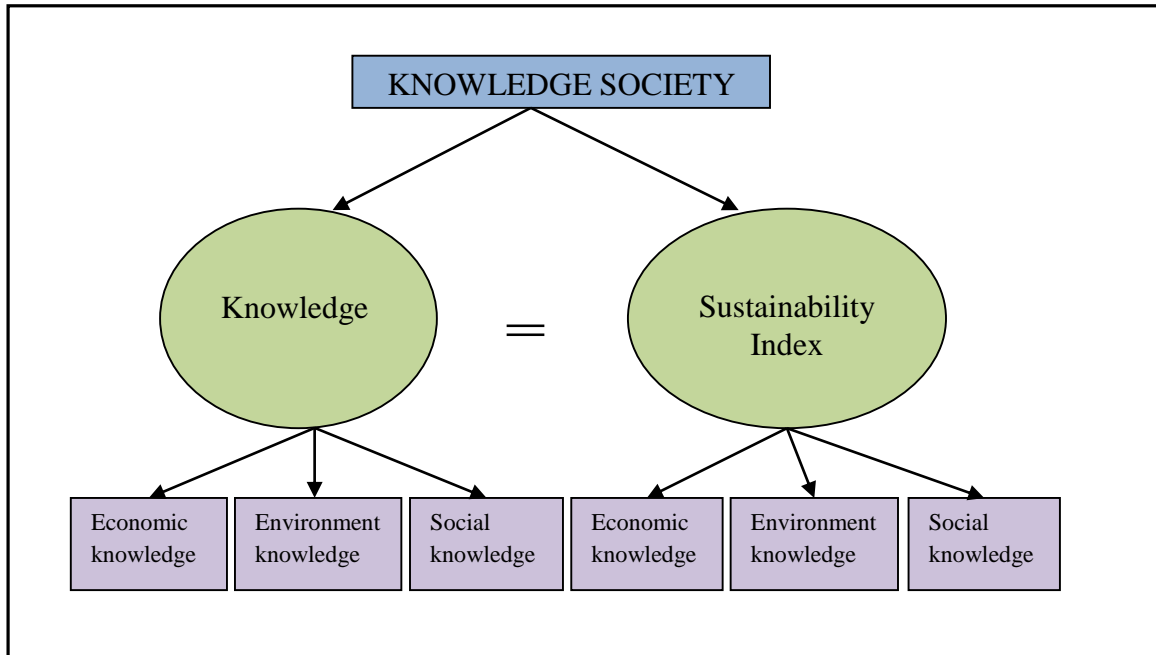 KNOWLEDGE SOCIETY
Knowledge
=
Sustainability
Index
Economic
knowledge
Environment
knowledge
Social
knowledge
Economic
knowledge
Environment
knowledge
Social
knowledge